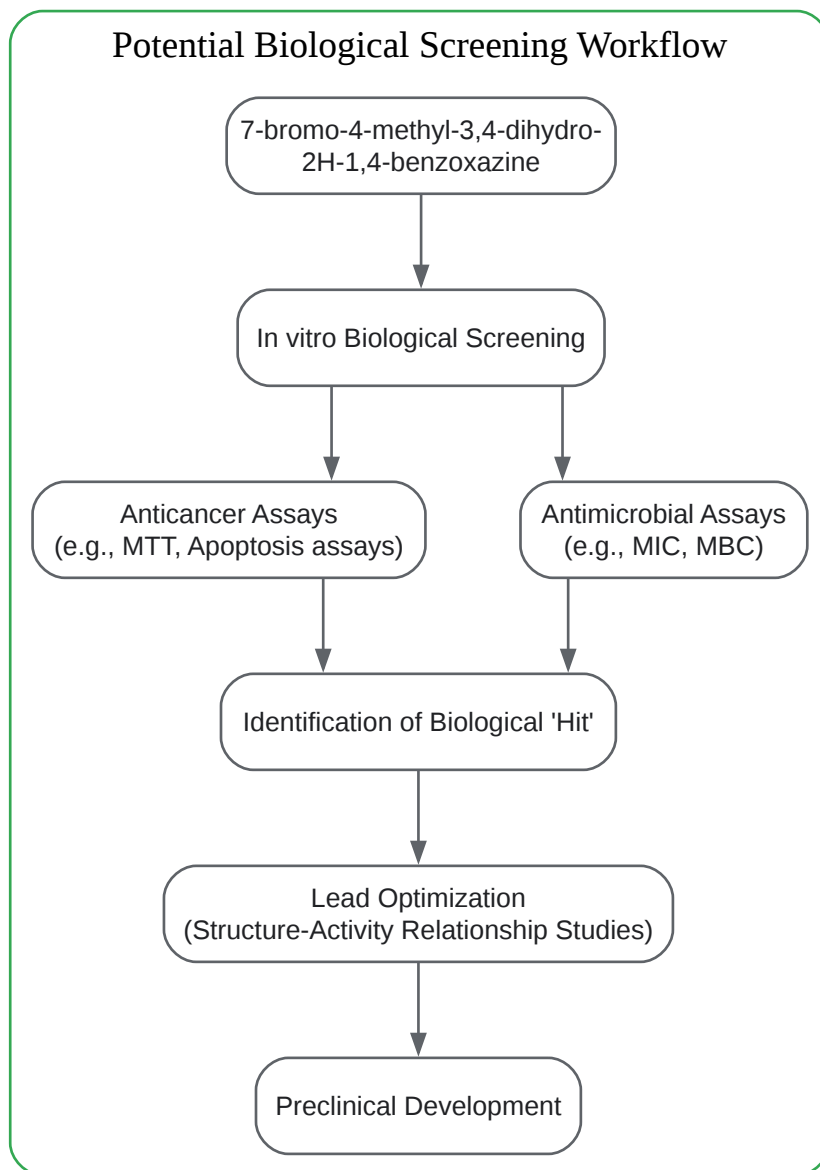 Potential Biological Screening Workflow
7-bromo-4-methyl-3,4-dihydro-
2H-1,4-benzoxazine
In vitro Biological Screening
Anticancer Assays
(e.g., MTT, Apoptosis assays)
Antimicrobial Assays
(e.g., MIC, MBC)
Identification of Biological 'Hit'
Lead Optimization
(Structure-Activity Relationship Studies)
Preclinical Development